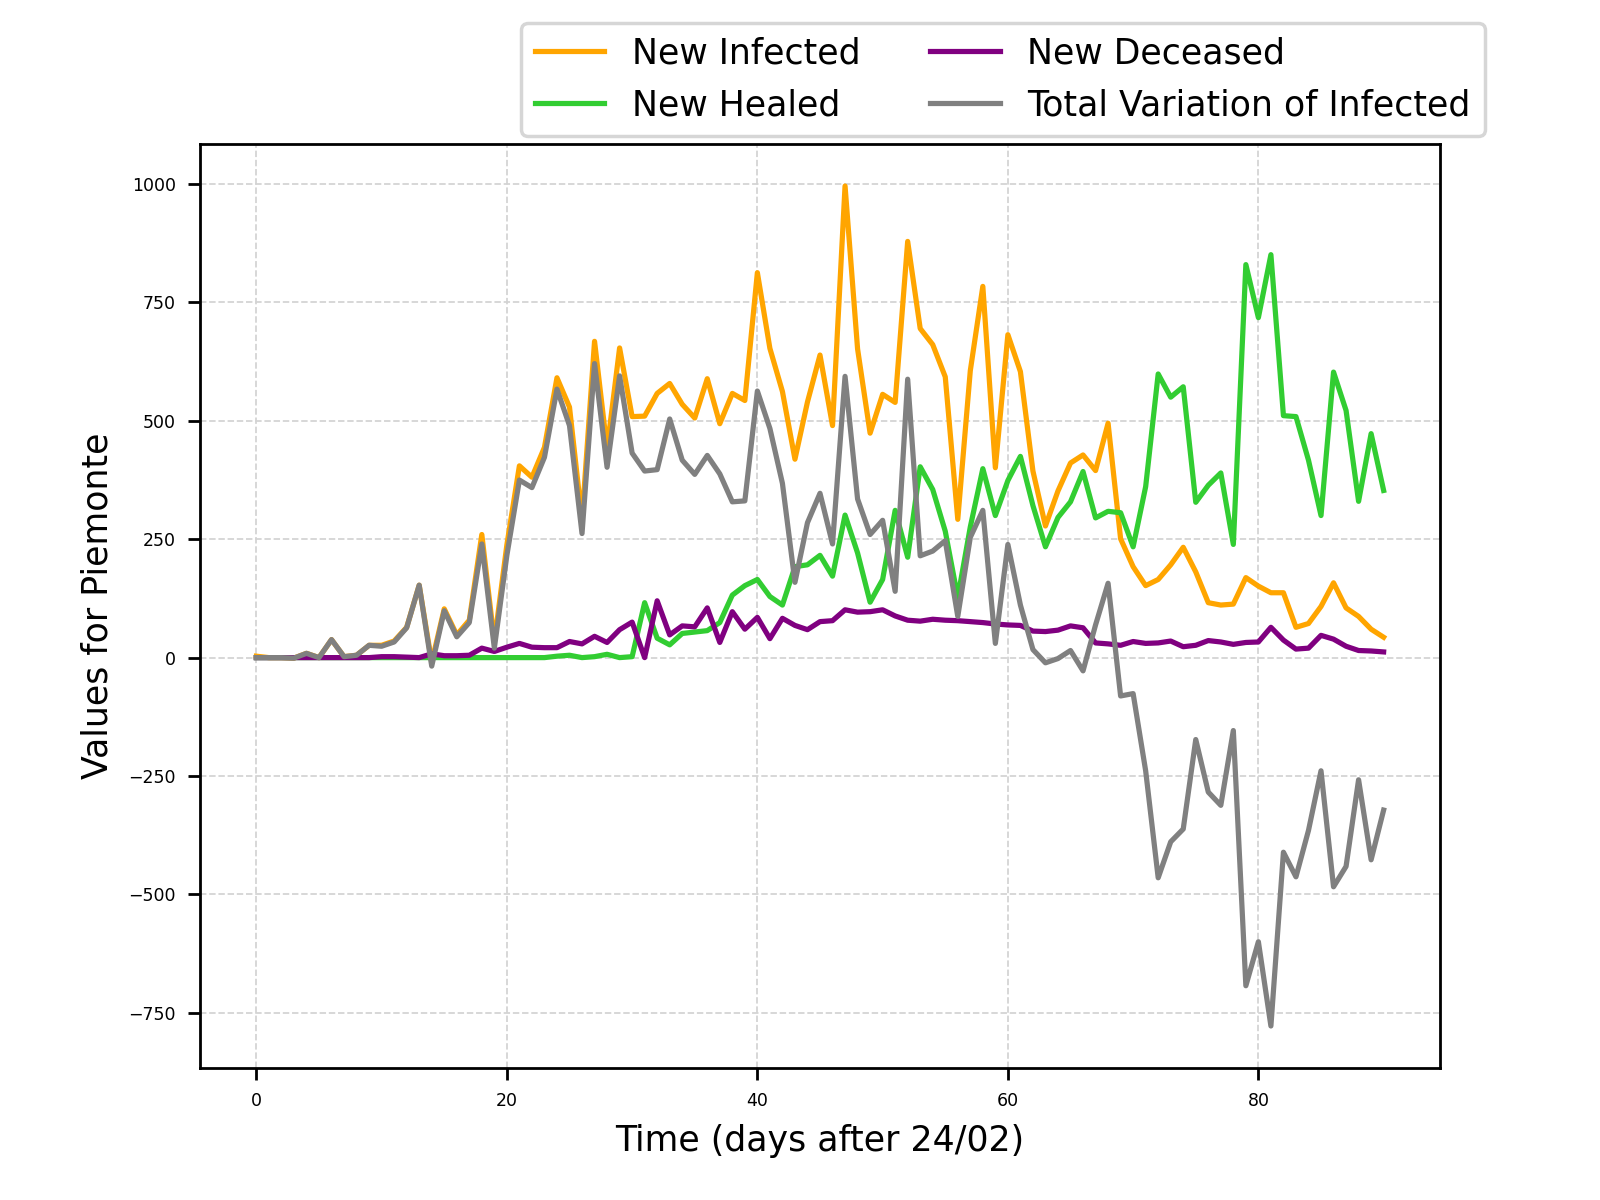 New Infected
New Healed
New Deceased
Total Variation of Infected
1000
750
500
250
0
−250
−500
−750
Values for Piemonte
0 20 40 60 80
Time (days after 24/02)